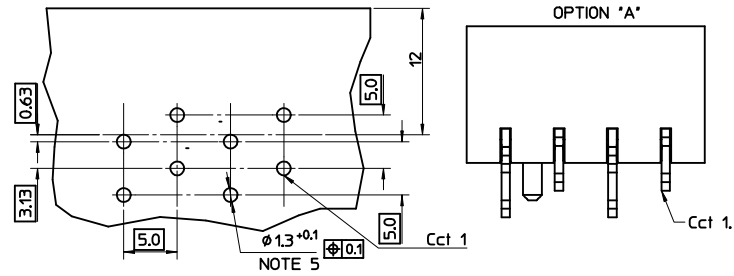 OPTION "A"
12
0.63
5.0
3.13
5.0
5.0
Ø1.3 +0.1
⌖ 0.1
NOTE 5
Cct 1
Cct 1.